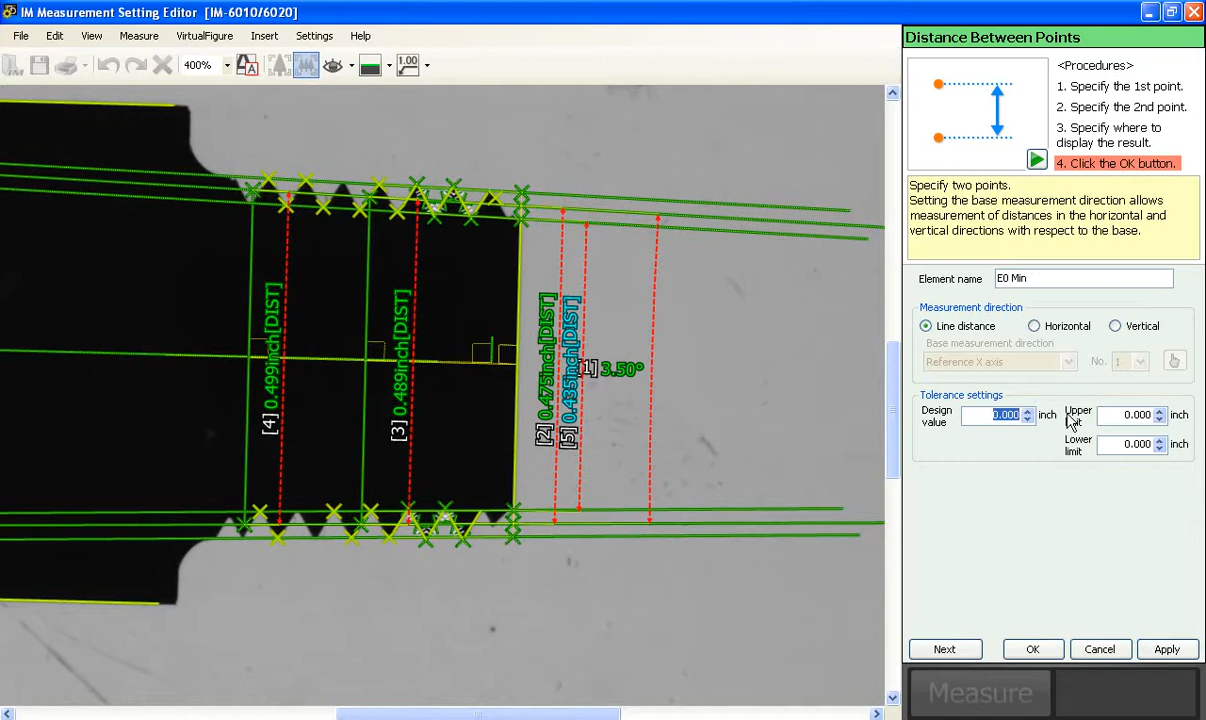 IM Measurement Setting Editor [IM-6010/6020]
File Edit View Measure VirtualFigure Insert Settings Help
400% 1.00
Distance Between Points
<Procedures>
1. Specify the 1st point.
2. Specify the 2nd point.
3. Specify where to
display the result.
4. Click the OK button.
Specify two points.
Setting the base measurement direction allows
measurement of distances in the horizontal and
vertical directions with respect to the base.
Element name E0 Min
Measurement direction
Line distance Horizontal Vertical
Base measurement direction
Reference X axis No. 1
Tolerance settings
Design value 0.000 inch
Upper 0.000 inch
Lower limit 0.000 inch
[4] 0.499inch[DIST]
[3] 0.489inch[DIST]
[2] 0.475inch[DIST]
[5] 0.435inch[DIST]
[1] 3.50°
Next OK Cancel Apply
Measure